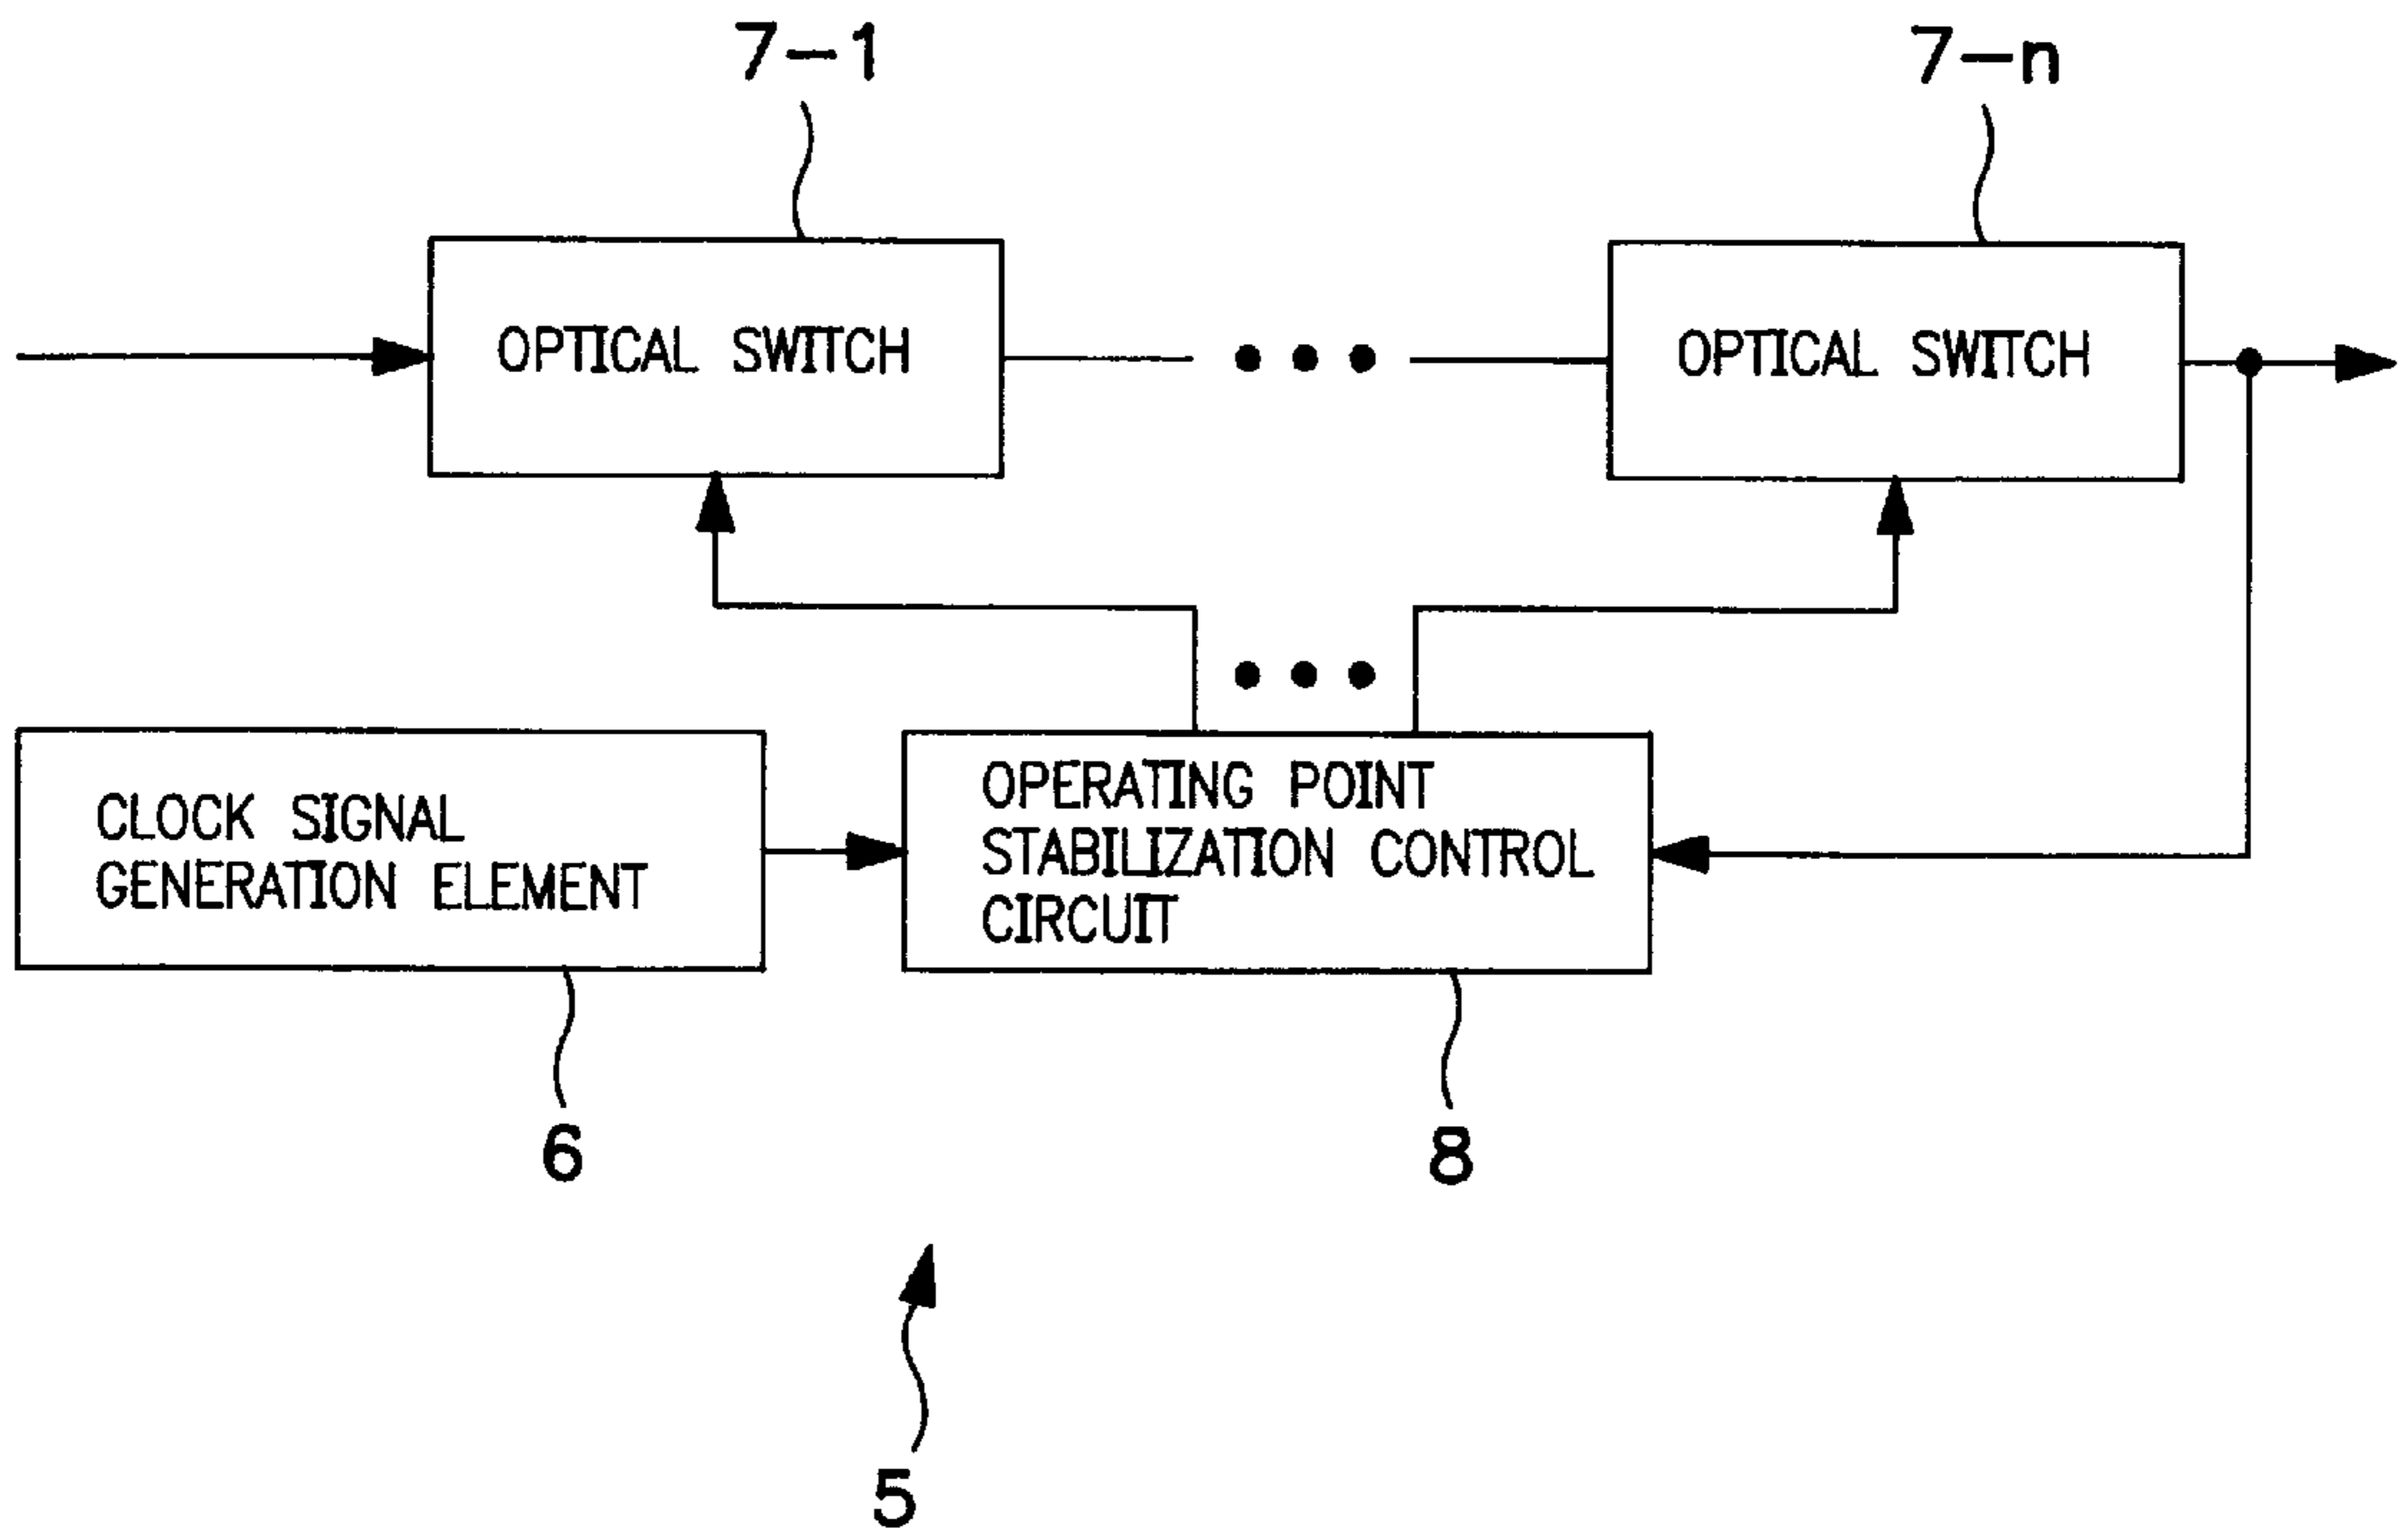 7-1
7-n
OPTICAL SWITCH
OPTICAL SWITCH
CLOCK SIGNAL
GENERATION ELEMENT
OPERATING POINT
STABILIZATION CONTROL
CIRCUIT
6
8
5